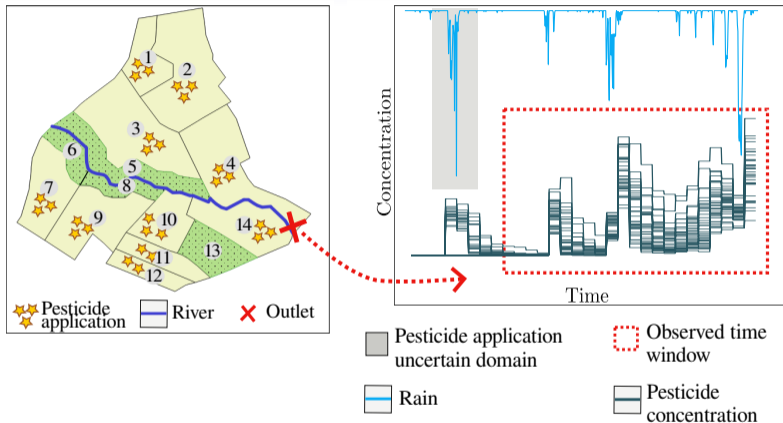 1
2
3
4
5
6
7
8
9
10
11
12
13
14
Pesticide
application
River
Outlet
Concentration
Time
Pesticide application
uncertain domain
Observed time
window
Rain
Pesticide
concentration